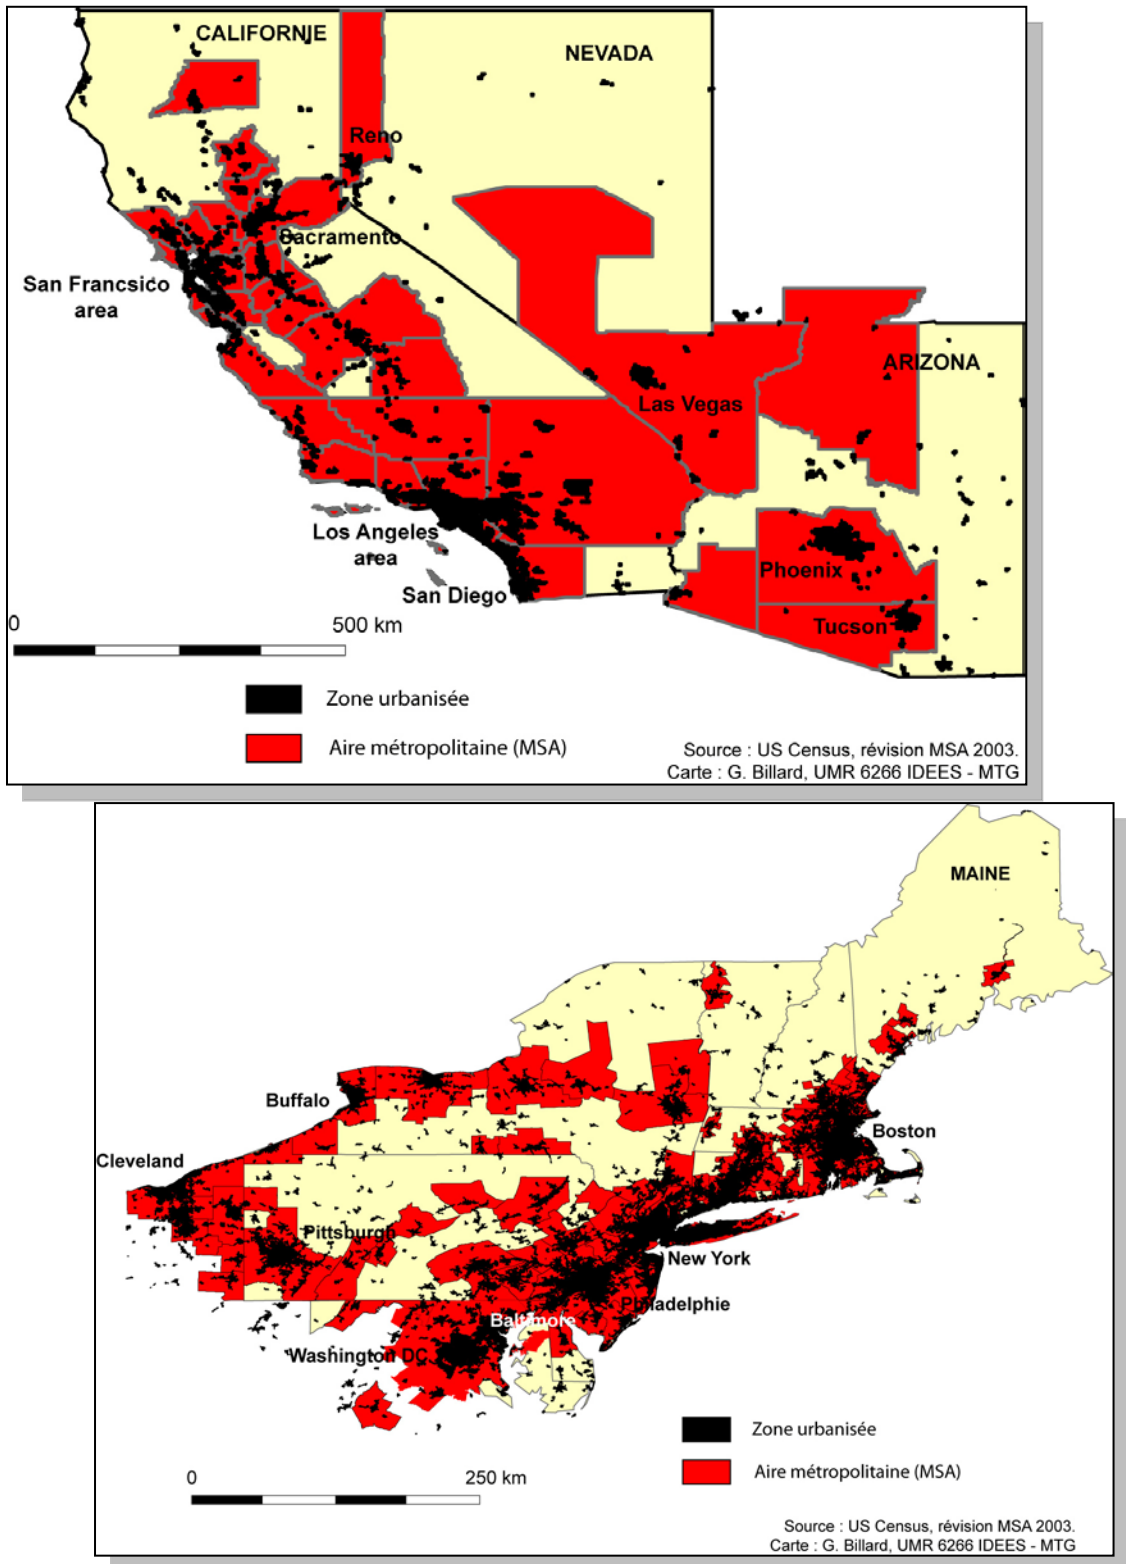 CALIFORNIE
NEVADA
Reno
Sacramento
San Francsico
area
ARIZONA
Las Vegas
Los Angeles
area
San Diego
Phoenix
Tucson
0
500 km
Zone urbanisée
Aire métropolitaine (MSA)
Source : US Census, révision MSA 2003.
Carte : G. Billard, UMR 6266 IDEES - MTG
MAINE
Buffalo
Boston
Cleveland
Pittsburgh
New York
Philadelphie
Baltimore
Washington DC
Zone urbanisée
Aire métropolitaine (MSA)
0
250 km
Source : US Census, révision MSA 2003.
Carte : G. Billard, UMR 6266 IDEES - MTG